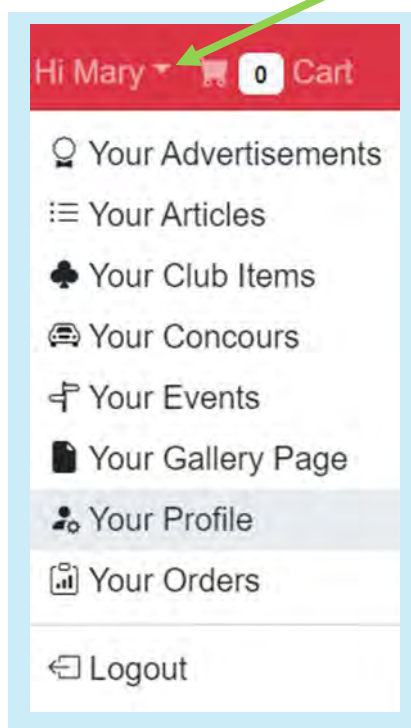 Hi Mary 0 Cart
Your Advertisements
Your Articles
Your Club Items
Your Concours
Your Events
Your Gallery Page
Your Profile
Your Orders
Logout